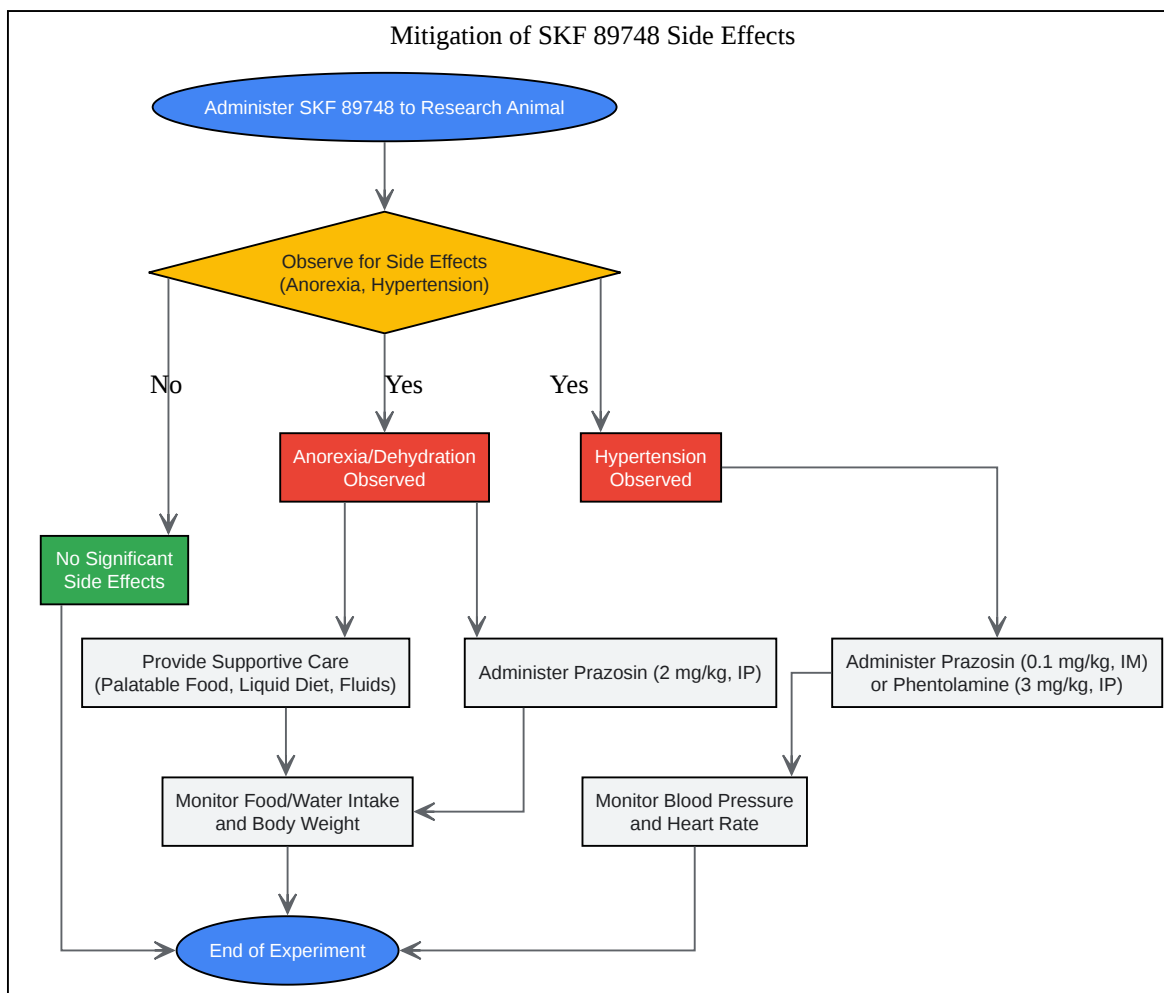 Mitigation of SKF 89748 Side Effects
Administer SKF 89748 to Research Animal
Observe for Side Effects
(Anorexia, Hypertension)
No
Yes
Yes
Anorexia/Dehydration
Observed
Hypertension
Observed
No Significant
Side Effects
Provide Supportive Care
(Palatable Food, Liquid Diet, Fluids)
Administer Prazosin (2 mg/kg, IP)
Administer Prazosin (0.1 mg/kg, IM)
or Phentolamine (3 mg/kg, IP)
Monitor Food/Water Intake
and Body Weight
Monitor Blood Pressure
and Heart Rate
End of Experiment